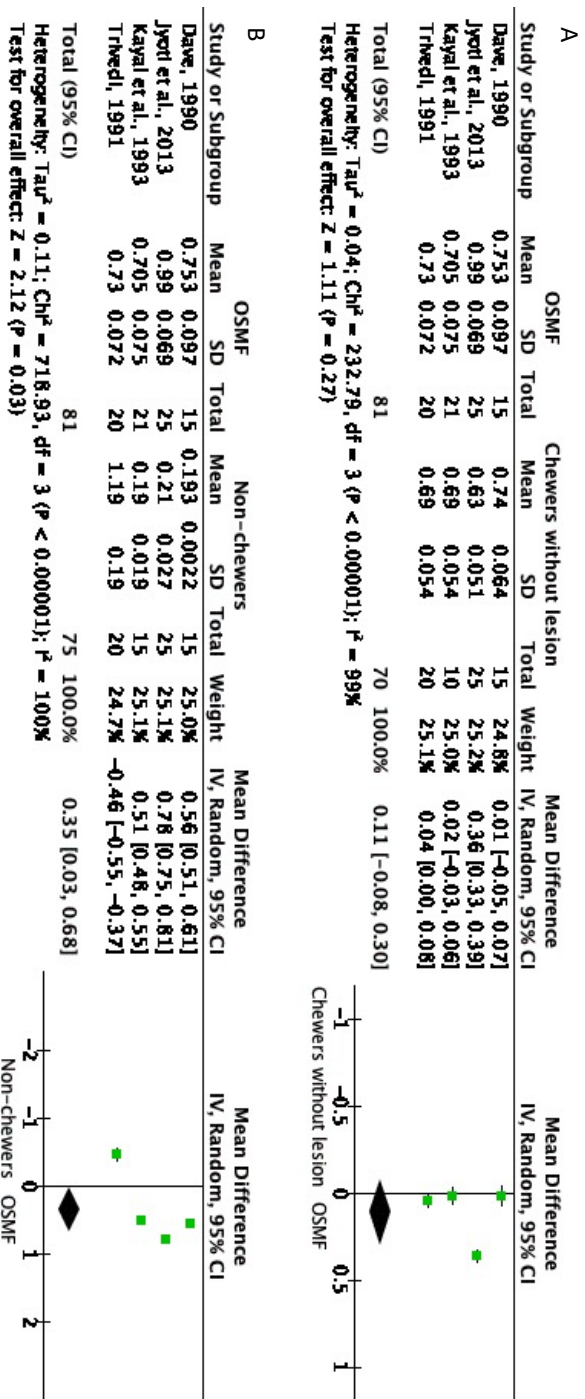 A
OSMF Chewers without lesion Mean Difference Mean Difference
Study or Subgroup Mean SD Total Mean SD Total Weight IV, Random, 95% CI IV, Random, 95% CI
Dave, 1990 0.753 0.097 15 0.74 0.064 15 24.8% 0.01 [−0.05, 0.07]
Jyoti et al., 2013 0.99 0.069 25 0.63 0.051 25 25.2% 0.36 [0.33, 0.39]
Kayal et al., 1993 0.705 0.075 21 0.69 0.054 10 25.0% 0.02 [−0.03, 0.06]
Trivedi, 1991 0.73 0.072 20 0.69 0.054 20 25.1% 0.04 [0.00, 0.08]
Total (95% CI) 81 70 100.0% 0.11 [−0.08, 0.30]
Heterogeneity: Tau² = 0.04; Chi² = 232.79, df = 3 (P < 0.00001); I² = 99%
Test for overall effect: Z = 1.11 (P = 0.27)
−1 −0.5 0 0.5 1
Chewers without lesion OSMF
B
OSMF Non-chewers Mean Difference Mean Difference
Study or Subgroup Mean SD Total Mean SD Total Weight IV, Random, 95% CI IV, Random, 95% CI
Dave, 1990 0.753 0.097 15 0.193 0.0022 15 25.0% 0.56 [0.51, 0.61]
Jyoti et al., 2013 0.99 0.069 25 0.21 0.027 25 25.1% 0.78 [0.75, 0.81]
Kayal et al., 1993 0.705 0.075 21 0.19 0.019 15 25.1% 0.51 [0.48, 0.55]
Trivedi, 1991 0.73 0.072 20 1.19 0.19 20 24.7% −0.46 [−0.55, −0.37]
Total (95% CI) 81 75 100.0% 0.35 [0.03, 0.68]
Heterogeneity: Tau² = 0.11; Chi² = 718.93, df = 3 (P < 0.00001); I² = 100%
Test for overall effect: Z = 2.12 (P = 0.03)
−2 −1 0 1 2
Non-chewers OSMF